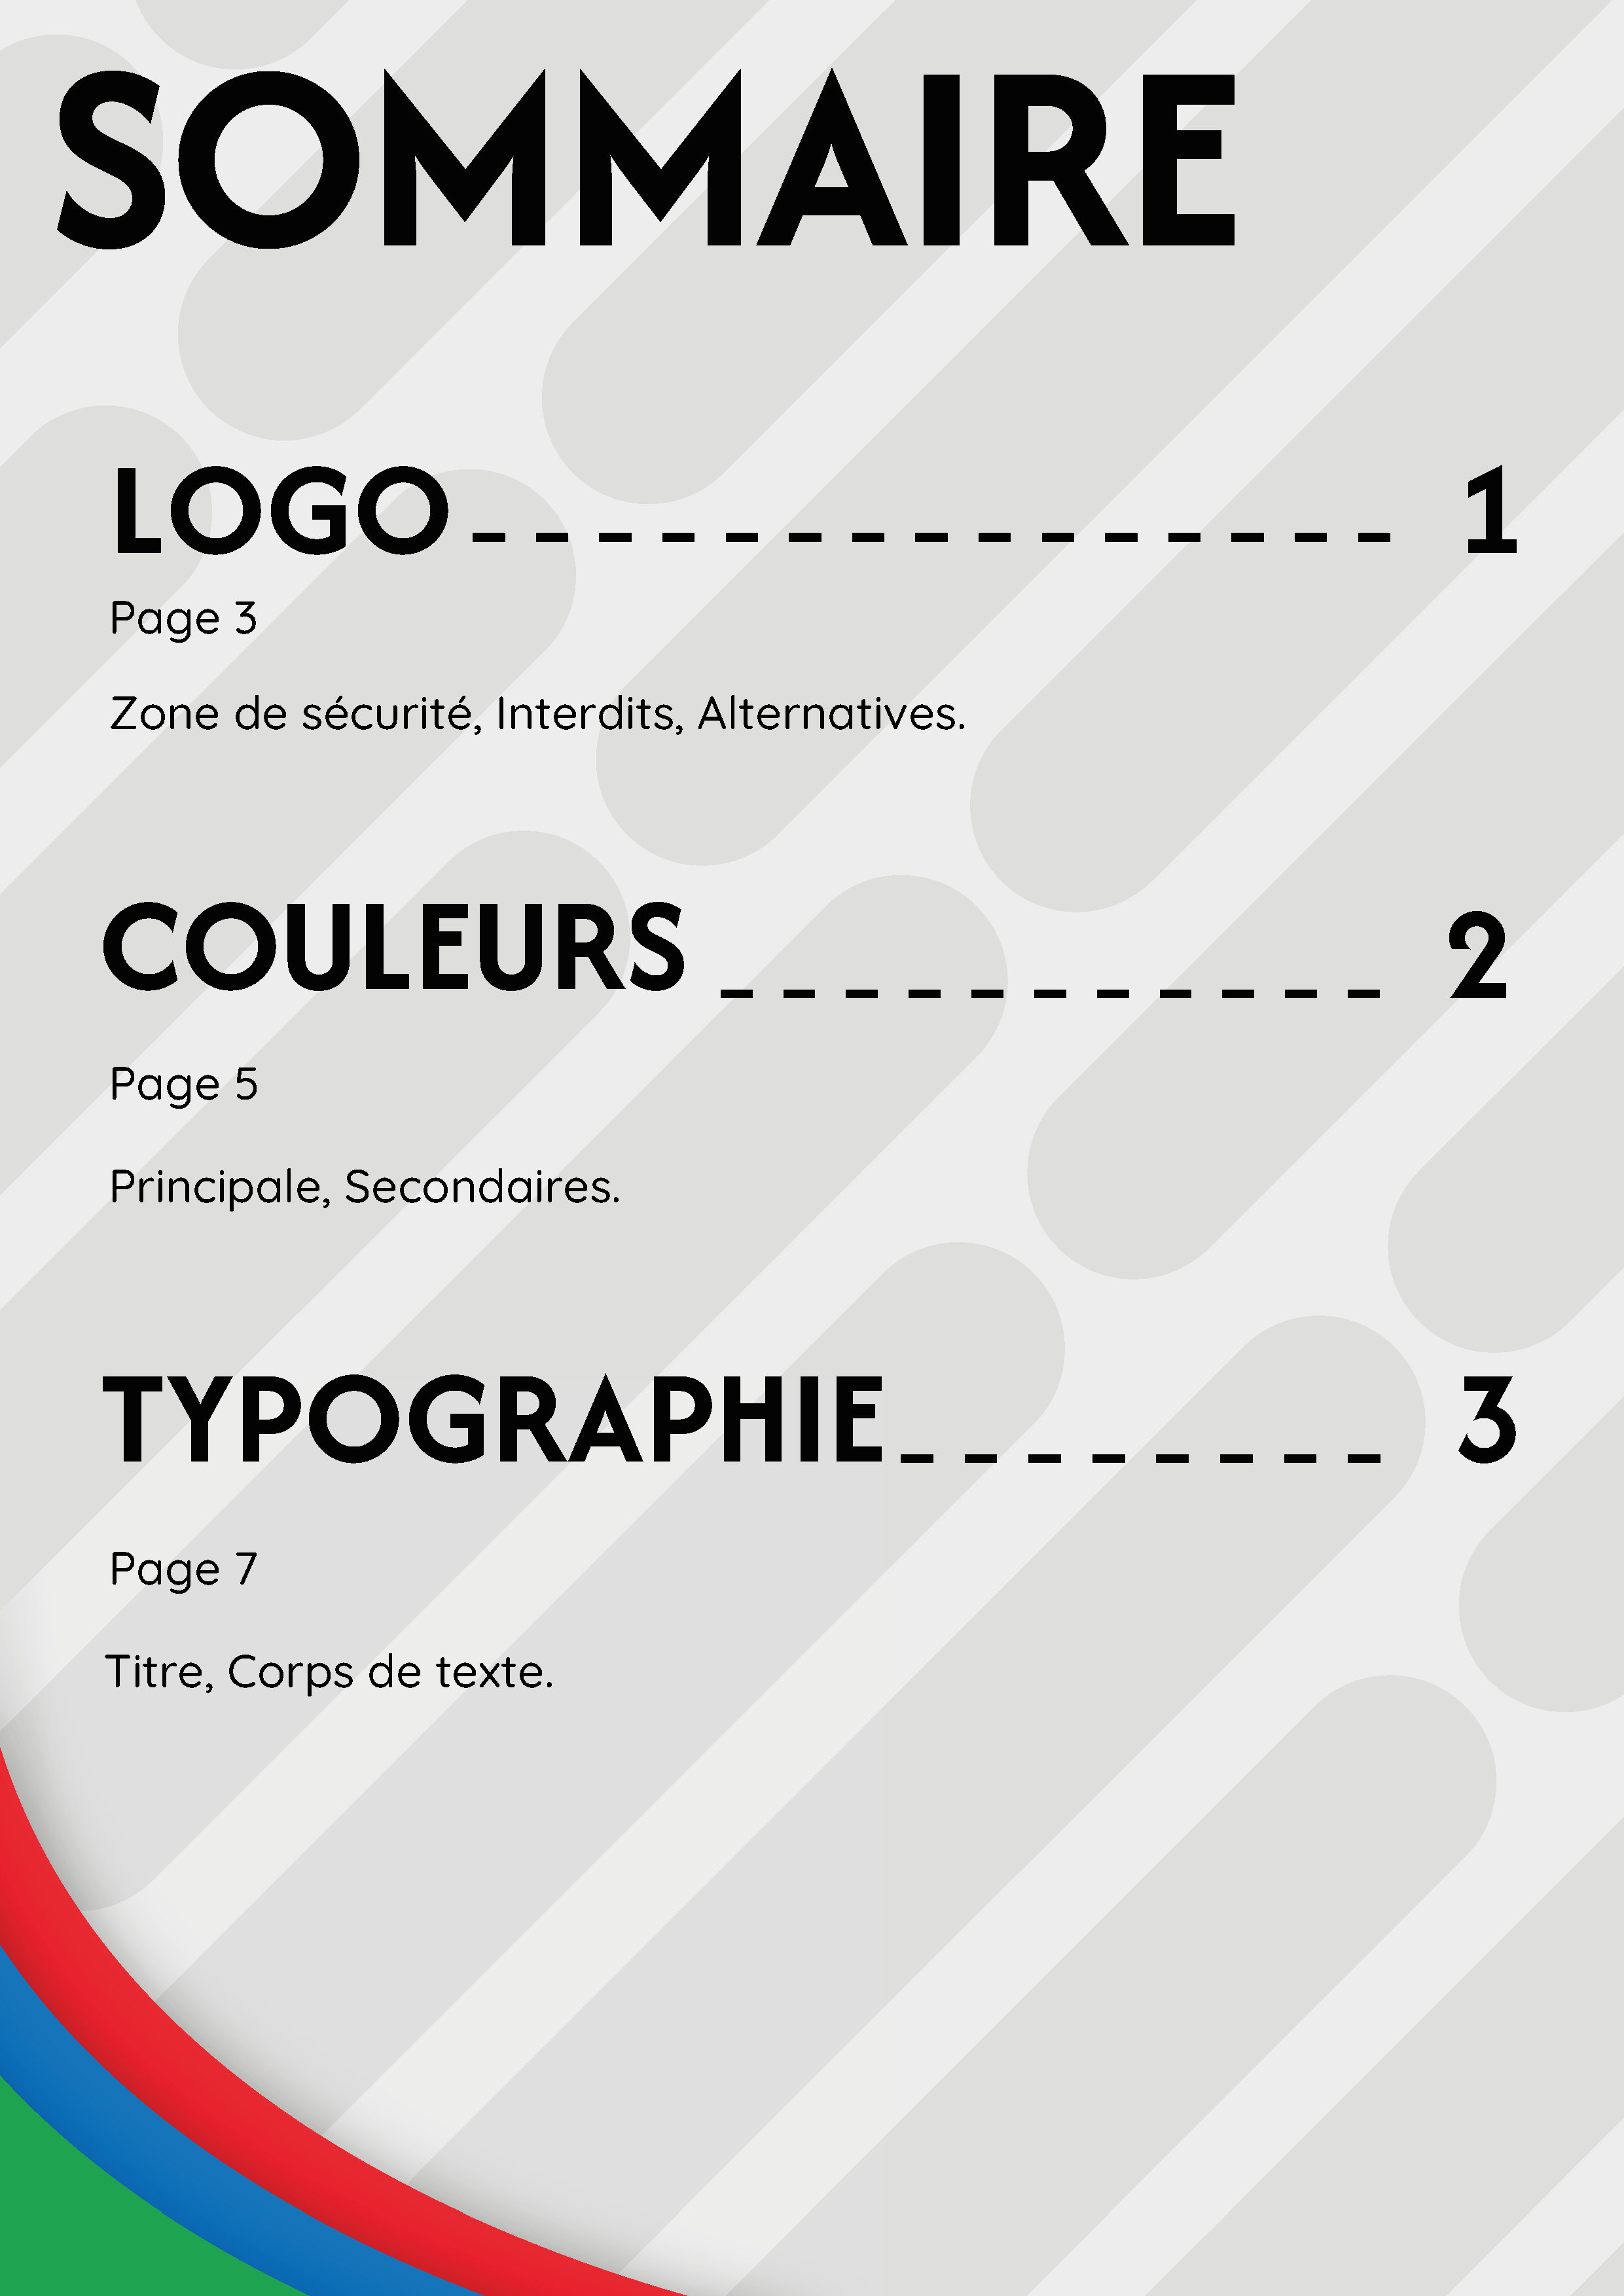 SOMMAIRE
LOGO _ _ _ _ _ _ _ _ _ _ _ _ _ _ _ 1
Page 3
Zone de sécurité, Interdits, Alternatives.
COULEURS _ _ _ _ _ _ _ _ _ _ _ 2
Page 5
Principale, Secondaires.
TYPOGRAPHIE _ _ _ _ _ _ _ _ 3
Page 7
Titre, Corps de texte.